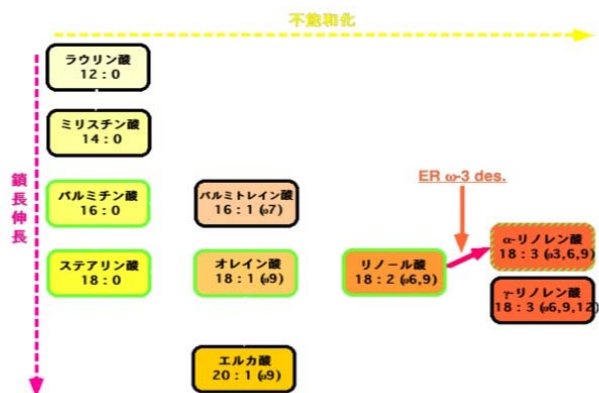 不飽和化
鎖長伸長
ラウリン酸
12：0
ミリスチン酸
14：0
パルミチン酸
16：0
パルミトレイン酸
16：1 (ω7)
ER ω-3 des.
ステアリン酸
18：0
オレイン酸
18：1 (ω9)
リノール酸
18：2 (ω6,9)
α-リノレン酸
18：3 (ω3,6,9)
γ-リノレン酸
18：3 (ω6,9,12)
エルカ酸
20：1 (ω9)